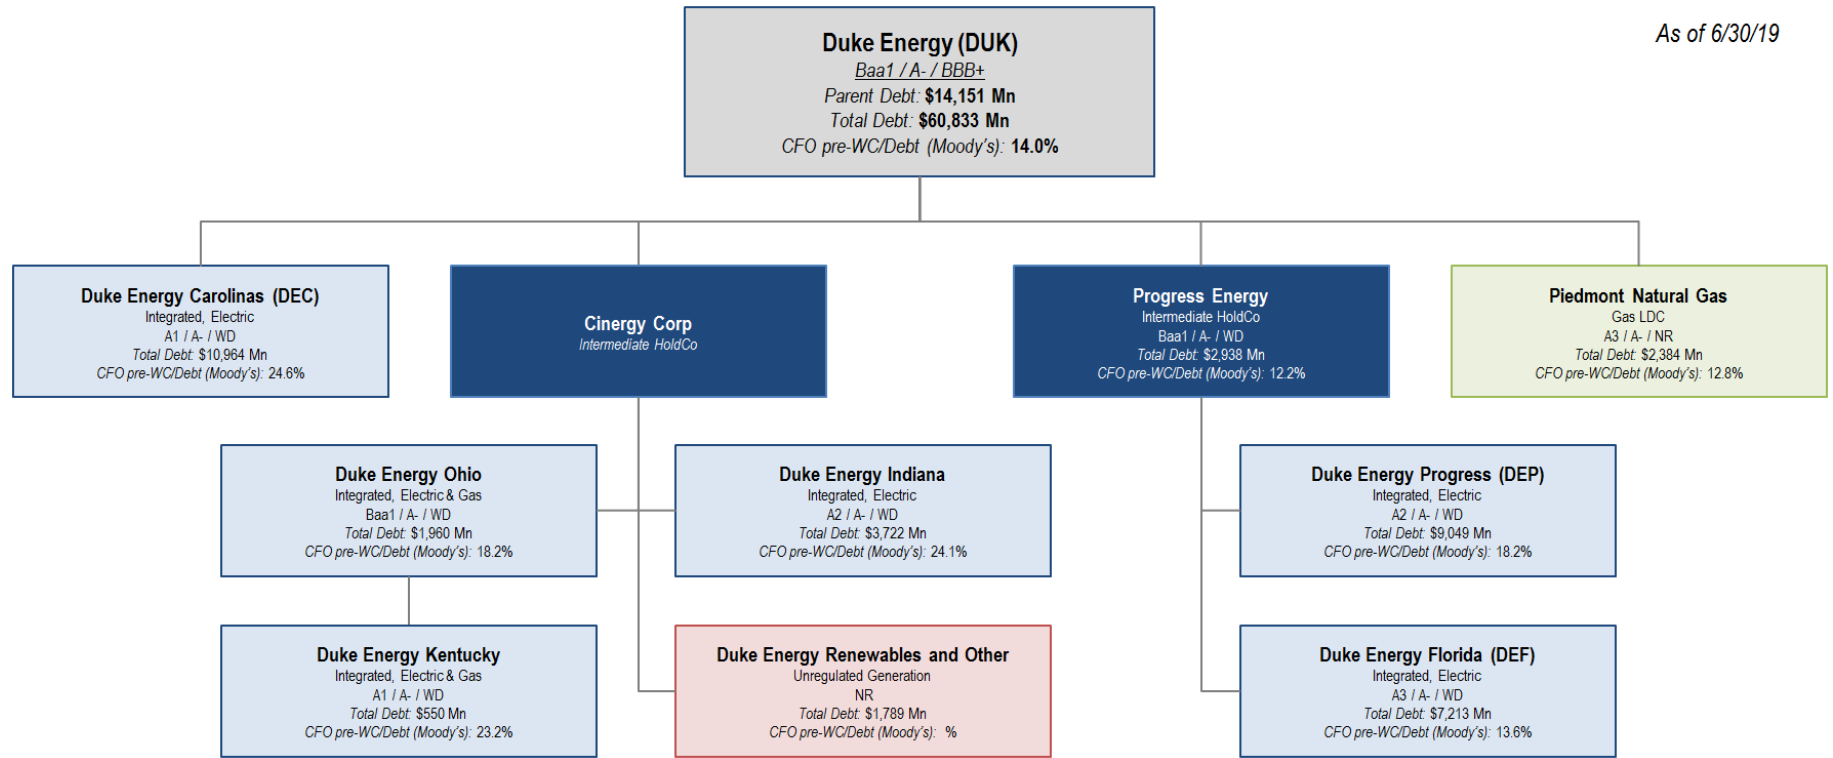 As of 6/30/19
Duke Energy (DUK)
Baa1 / A- / BBB+
Parent Debt: $14,151 Mn
Total Debt: $60,833 Mn
CFO pre-WC/Debt (Moody's): 14.0%
Duke Energy Carolinas (DEC)
Integrated, Electric
A1 / A- / WD
Total Debt: $10,964 Mn
CFO pre-WC/Debt (Moody's): 24.6%
Cinergy Corp
Intermediate HoldCo
Progress Energy
Intermediate HoldCo
Baa1 / A- / WD
Total Debt: $2,938 Mn
CFO pre-WC/Debt (Moody's): 12.2%
Piedmont Natural Gas
Gas LDC
A3 / A- / NR
Total Debt: $2,384 Mn
CFO pre-WC/Debt (Moody's): 12.8%
Duke Energy Ohio
Integrated, Electric & Gas
Baa1 / A- / WD
Total Debt: $1,960 Mn
CFO pre-WC/Debt (Moody's): 18.2%
Duke Energy Indiana
Integrated, Electric
A2 / A- / WD
Total Debt: $3,722 Mn
CFO pre-WC/Debt (Moody's): 24.1%
Duke Energy Progress (DEP)
Integrated, Electric
A2 / A- / WD
Total Debt: $9,049 Mn
CFO pre-WC/Debt (Moody's): 18.2%
Duke Energy Kentucky
Integrated, Electric & Gas
A1 / A- / WD
Total Debt: $550 Mn
CFO pre-WC/Debt (Moody's): 23.2%
Duke Energy Renewables and Other
Unregulated Generation
NR
Total Debt: $1,789 Mn
CFO pre-WC/Debt (Moody's): %
Duke Energy Florida (DEF)
Integrated, Electric
A3 / A- / WD
Total Debt: $7,213 Mn
CFO pre-WC/Debt (Moody's): 13.6%